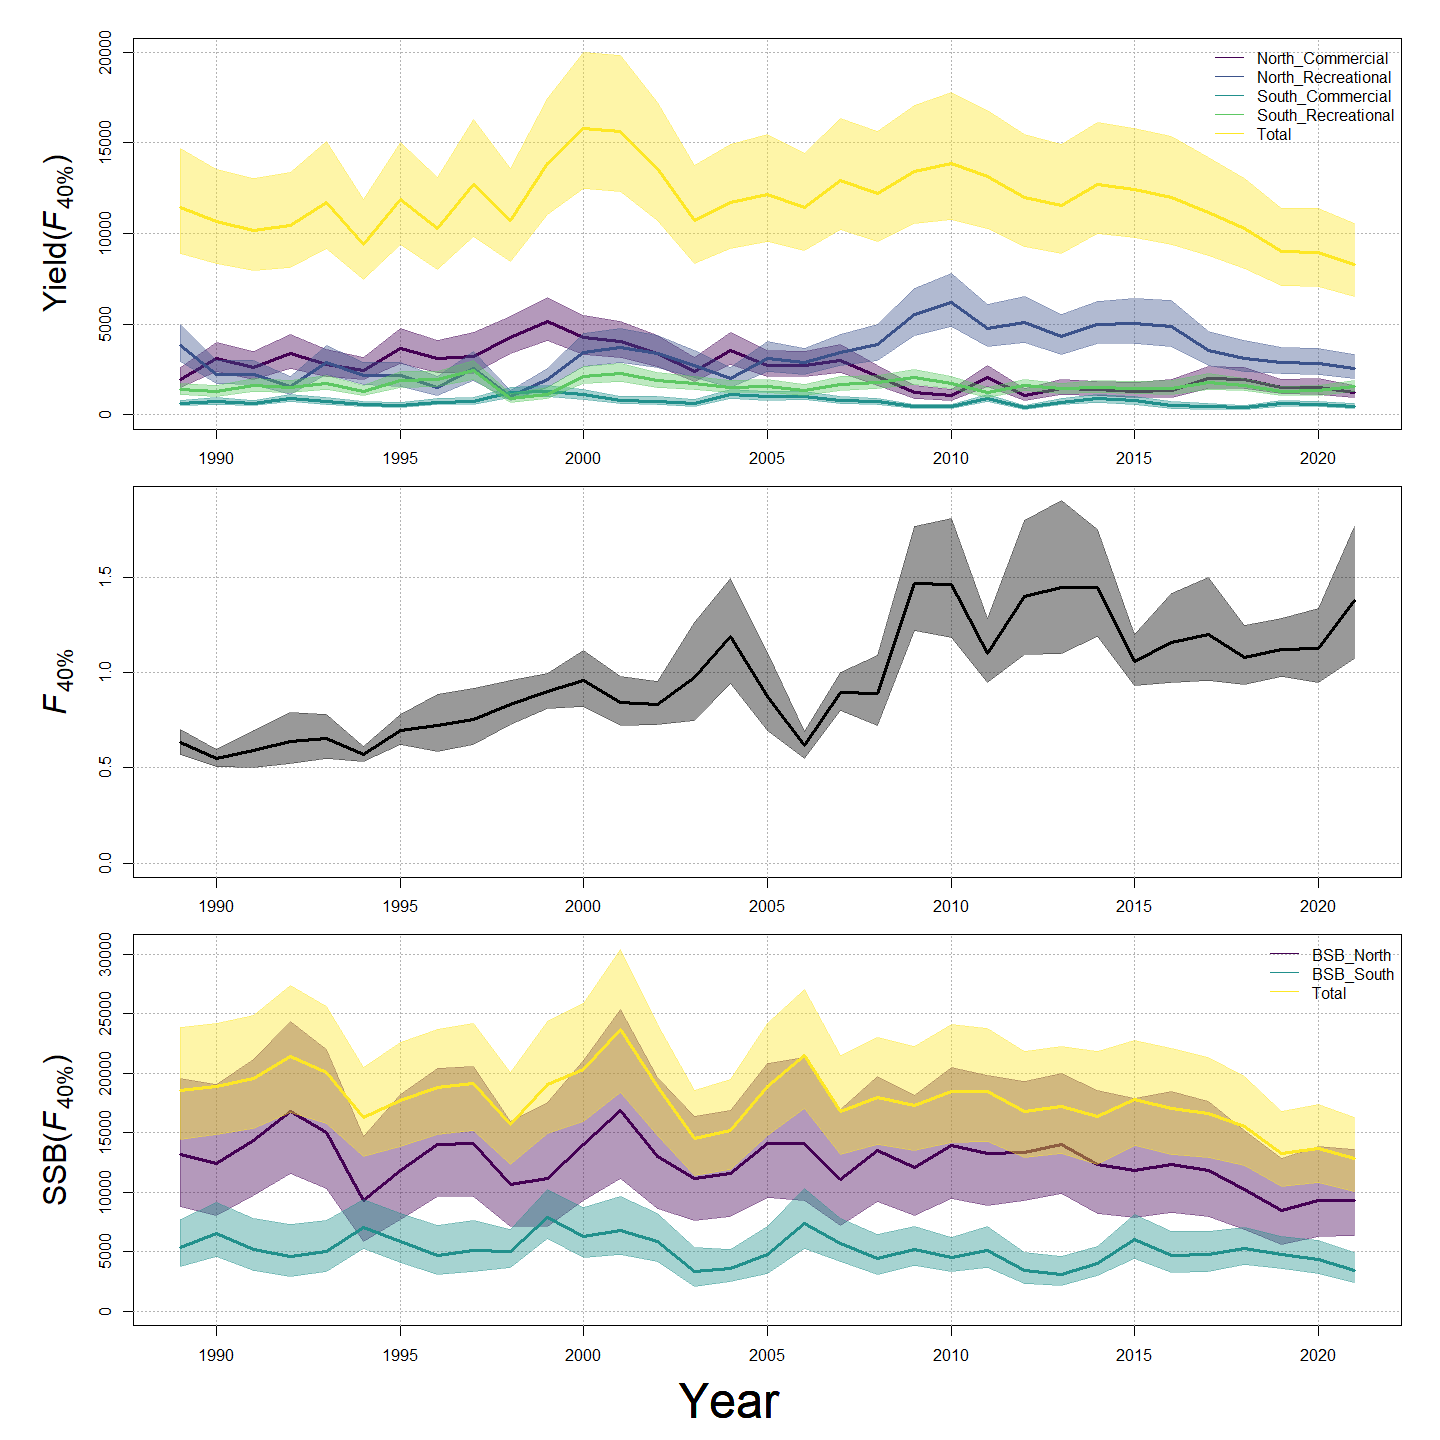 Yield(F40%)
20000
15000
10000
5000
0
North_Commercial
North_Recreational
South_Commercial
South_Recreational
Total
1990 1995 2000 2005 2010 2015 2020
F40%
1.5
1.0
0.5
0.0
1990 1995 2000 2005 2010 2015 2020
SSB(F40%)
30000
25000
20000
15000
10000
5000
0
BSB_North
BSB_South
Total
1990 1995 2000 2005 2010 2015 2020
Year